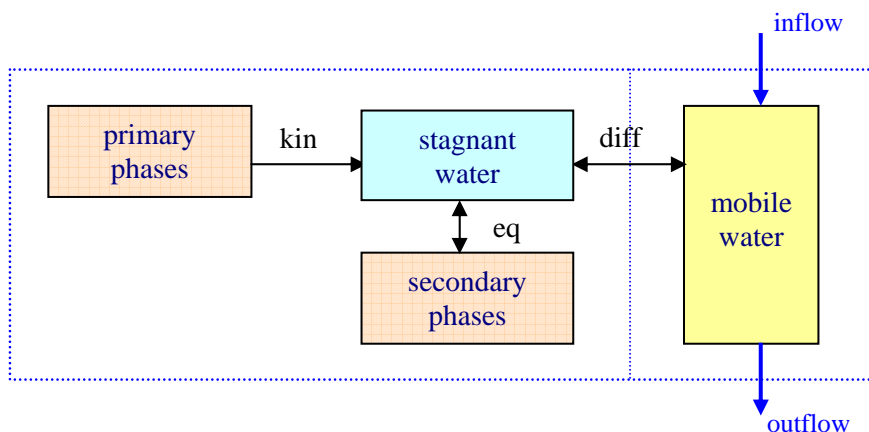 inflow
primary
phases
kin
stagnant
water
diff
mobile
water
eq
secondary
phases
outflow